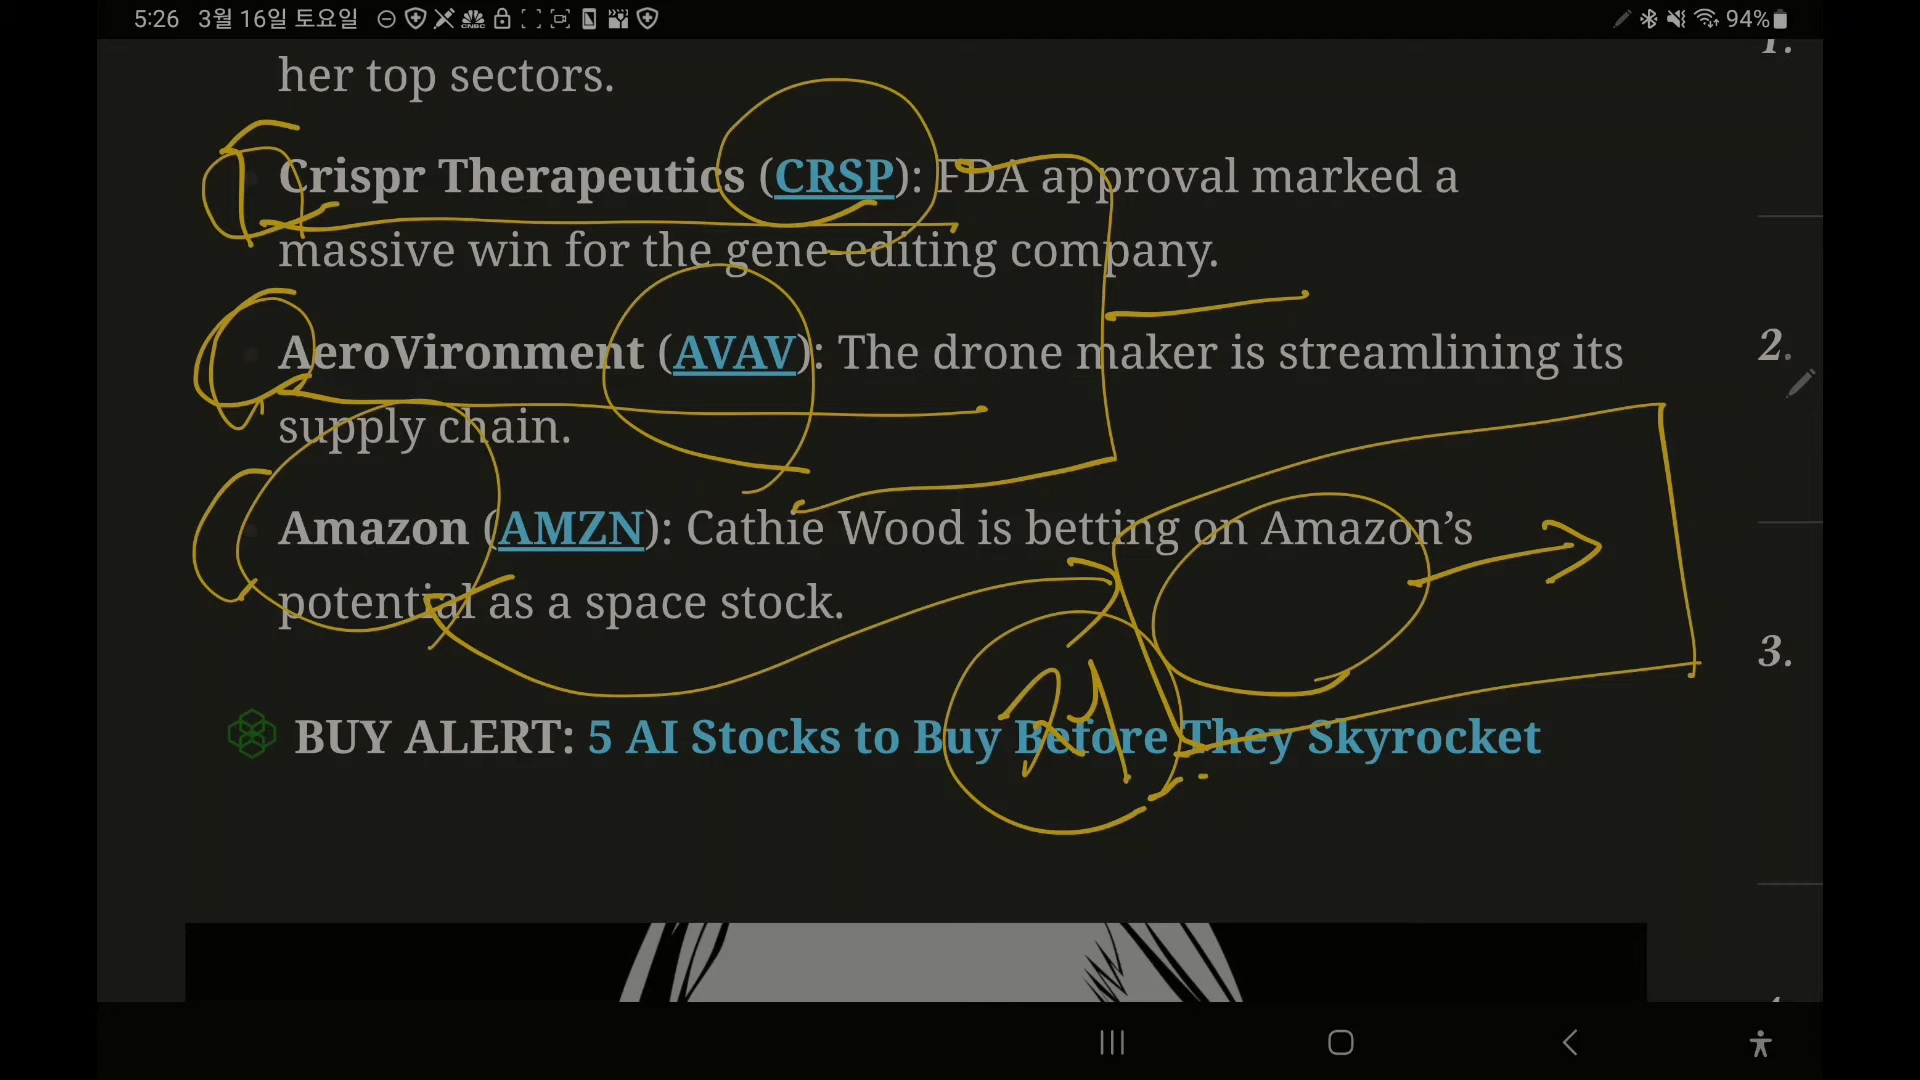 5:26 3월 16일 토요일 94%
1.
her top sectors.
Crispr Therapeutics (CRSP): FDA approval marked a
massive win for the gene-editing company.
AeroVironment (AVAV): The drone maker is streamlining its
2.
supply chain.
Amazon (AMZN): Cathie Wood is betting on Amazon’s
potential as a space stock.
3.
BUY ALERT: 5 AI Stocks to Buy Before They Skyrocket